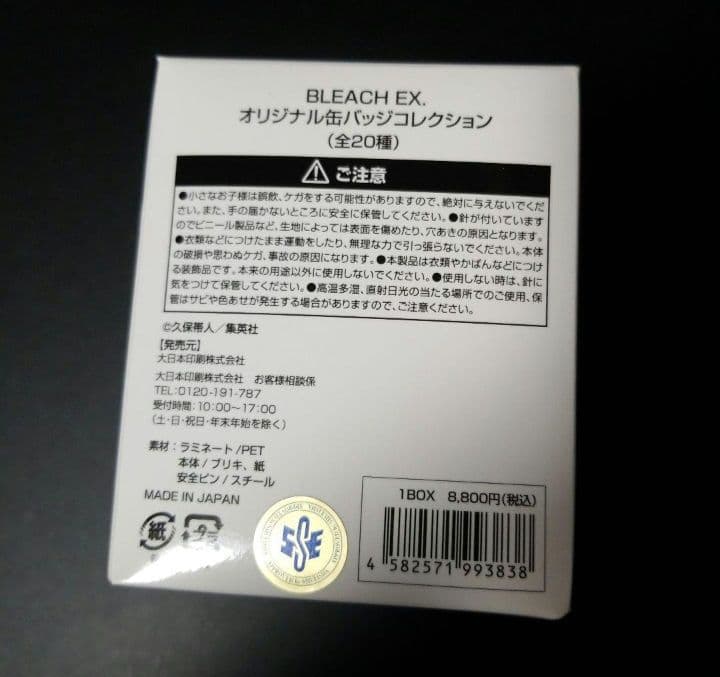 BLEACH EX.
オリジナル缶バッジコレクション
(全20種)
ご注意
●小さなお子様は誤飲、ケガをする可能性がありますので、絶対に与えないでくだ
さい。また、手の届かないところに安全に保管してください。●針が付いています
のでビニール製品など、生地によっては表面を傷めたり、穴あきの原因となります。
●衣類などにつけたまま運動をしたり、無理な力で引っ張らないでください。本体
の破損や思わぬケガ、事故の原因になります。●本製品は衣類やかばんなどにつけ
る装飾品です。本来の用途以外に使用しないでください。●使用しない時は、針に
気をつけて保管してください。●高温多湿、直射日光の当たる場所でのご使用、保
管はサビや色あせが発生する場合がありますので、ご注意ください。
©久保帯人/集英社
【発売元】
大日本印刷株式会社
大日本印刷株式会社 お客様相談係
TEL:0120-191-787
受付時間:10:00〜17:00
(土・日・祝日・年末年始を除く)
素材:ラミネート/PET
本体/ブリキ、紙
安全ピン/スチール
MADE IN JAPAN
紙
1BOX 8,800円(税込)
4 582571 993838